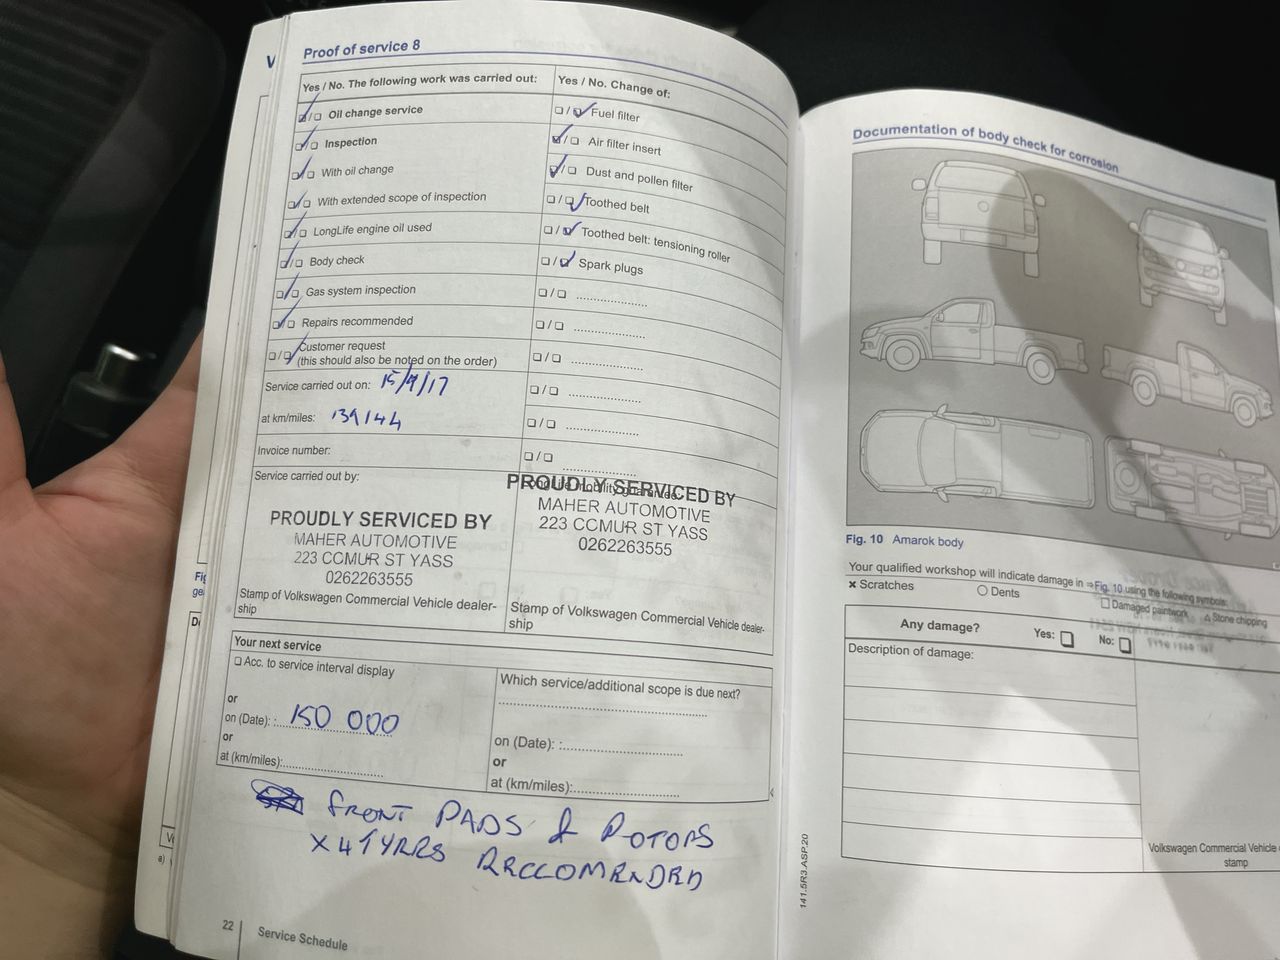 Proof of service 8
Yes / No. The following work was carried out:
Oil change service
Inspection
With oil change
With extended scope of inspection
LongLife engine oil used
Body check
Gas system inspection
Repairs recommended
Customer request
(this should also be noted on the order)
Service carried out on: 15/9/17
at km/miles: 139144
Invoice number:
Service carried out by:
PROUDLY SERVICED BY
MAHER AUTOMOTIVE
223 CCMUR ST YASS
0262263555
Stamp of Volkswagen Commercial Vehicle dealer-
ship
Yes / No. Change of:
Fuel filter
Air filter insert
Dust and pollen filter
Toothed belt
Toothed belt: tensioning roller
Spark plugs
LongLife mobility guarantee:
PROUDLY SERVICED BY
MAHER AUTOMOTIVE
223 CCMUR ST YASS
0262263555
Stamp of Volkswagen Commercial Vehicle dealer-
ship
Your next service
Acc. to service interval display
or
on (Date): : 150 000
or
at (km/miles):
Which service/additional scope is due next?
on (Date): :
or
at (km/miles):
FRONT PADS & ROTORS
X 4 TYRES RECCOMENDED
22 Service Schedule
Documentation of body check for corrosion
Fig. 10 Amarok body
Your qualified workshop will indicate damage in ⇒Fig. 10 using the following symbols:
× Scratches
○ Dents
□ Damaged paintwork
△ Stone chipping
Any damage? Yes: No:
Description of damage:
Volkswagen Commercial Vehicle
stamp
141.5R3.ASP.20